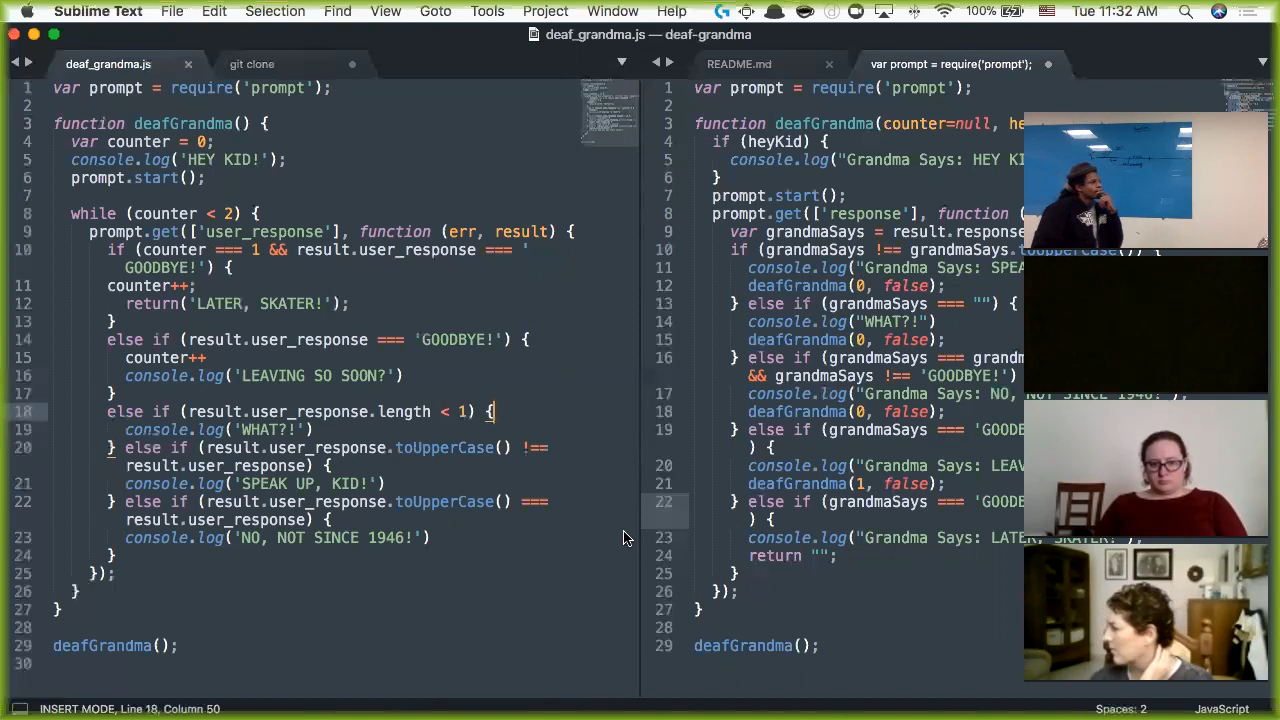 Sublime Text File Edit Selection Find View Goto Tools Project Window Help 100% Tue 11:32 AM
deaf_grandma.js — deaf-grandma
deaf_grandma.js
git clone
README.md
var prompt = require('prompt');
1 var prompt = require('prompt');
2
3 function deafGrandma() {
4 var counter = 0;
5 console.log('HEY KID!');
6 prompt.start();
7
8 while (counter < 2) {
9 prompt.get(['user_response'], function (err, result) {
10 if (counter === 1 && result.user_response === '
GOODBYE!') {
11 counter++;
12 return('LATER, SKATER!');
13 }
14 else if (result.user_response === 'GOODBYE!') {
15 counter++
16 console.log('LEAVING SO SOON?')
17 }
18 else if (result.user_response.length < 1) {
19 console.log('WHAT?!')
20 } else if (result.user_response.toUpperCase() !==
result.user_response) {
21 console.log('SPEAK UP, KID!')
22 } else if (result.user_response.toUpperCase() ===
result.user_response) {
23 console.log('NO, NOT SINCE 1946!')
24 }
25 });
26 }
27 }
28
29 deafGrandma();
30
1 var prompt = require('prompt');
2
3 function deafGrandma(counter=null, he
4 if (heyKid) {
5 console.log("Grandma Says: HEY KI
6 }
7 prompt.start();
8 prompt.get(['response'], function (
9 var grandmaSays = result.response
10 if (grandmaSays !== grandmaSays.toUpperCase()) {
11 console.log("Grandma Says: SPEA
12 deafGrandma(0, false);
13 } else if (grandmaSays === "") {
14 console.log("WHAT?!")
15 deafGrandma(0, false);
16 } else if (grandmaSays === grandm
&& grandmaSays !== 'GOODBYE!')
17 console.log("Grandma Says: NO, NOT SINCE 1946!");
18 deafGrandma(0, false);
19 } else if (grandmaSays === 'GOODB
) {
20 console.log("Grandma Says: LEAV
21 deafGrandma(1, false);
22 } else if (grandmaSays === 'GOODB
) {
23 console.log("Grandma Says: LATER, SKATER!");
24 return "";
25 }
26 });
27 }
28
29 deafGrandma();
INSERT MODE, Line 18, Column 50
Spaces: 2
JavaScript